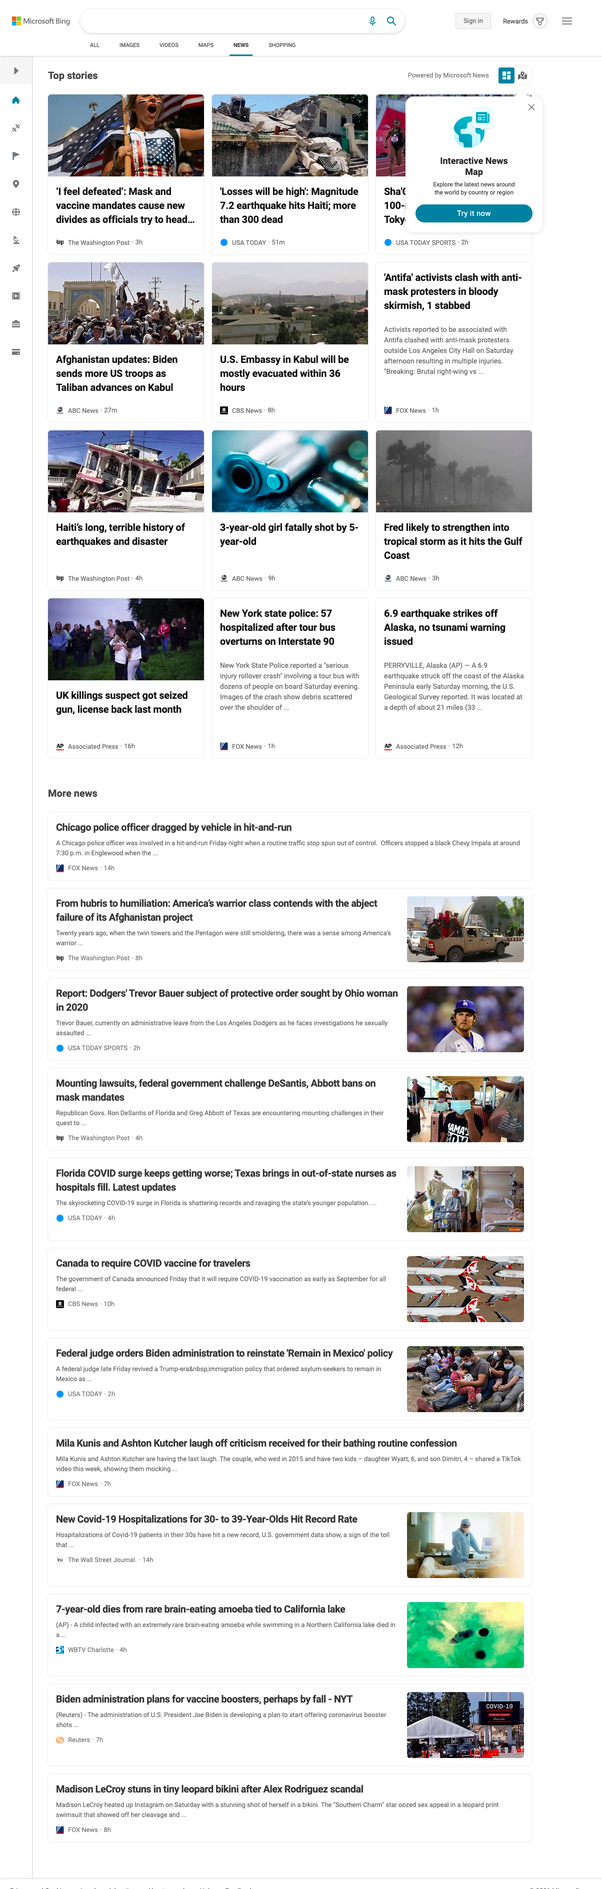 Microsoft Bing
Sign in
Rewards
ALL
IMAGES
VIDEOS
MAPS
NEWS
SHOPPING
Top stories
Powered by Microsoft News
'I feel defeated': Mask and
vaccine mandates cause new
divides as officials try to head...
The Washington Post · 3h
'Losses will be high': Magnitude
7.2 earthquake hits Haiti; more
than 300 dead
USA TODAY · 51m
Sha'C
100-
Toky
USA TODAY SPORTS · 2h
Interactive News
Map
Explore the latest news around
the world by country or region
Try it now
Afghanistan updates: Biden
sends more US troops as
Taliban advances on Kabul
ABC News · 27m
U.S. Embassy in Kabul will be
mostly evacuated within 36
hours
CBS News · 8h
'Antifa' activists clash with anti-
mask protesters in bloody
skirmish, 1 stabbed
Activists reported to be associated with
Antifa clashed with anti-mask protesters
outside Los Angeles City Hall on Saturday
afternoon resulting in multiple injuries.
"Breaking: Brutal right-wing vs ...
FOX News · 1h
Haiti's long, terrible history of
earthquakes and disaster
The Washington Post · 4h
3-year-old girl fatally shot by 5-
year-old
ABC News · 9h
Fred likely to strengthen into
tropical storm as it hits the Gulf
Coast
ABC News · 3h
UK killings suspect got seized
gun, license back last month
AP Associated Press · 16h
New York state police: 57
hospitalized after tour bus
overturns on Interstate 90
New York State Police reported a "serious
injury rollover crash" involving a tour bus with
dozens of people on board Saturday evening.
Images of the crash show debris scattered
over the shoulder of ...
FOX News · 1h
6.9 earthquake strikes off
Alaska, no tsunami warning
issued
PERRYVILLE, Alaska (AP) — A 6.9
earthquake struck off the coast of the Alaska
Peninsula early Saturday morning, the U.S.
Geological Survey reported. It was located at
a depth of about 21 miles (33 ...
AP Associated Press · 12h
More news
Chicago police officer dragged by vehicle in hit-and-run
A Chicago police officer was involved in a hit-and-run Friday night when a routine traffic stop spun out of control. Officers stopped a black Chevy Impala at around
7:30 p.m. in Englewood when the ...
FOX News · 14h
From hubris to humiliation: America's warrior class contends with the abject
failure of its Afghanistan project
Twenty years ago, when the twin towers and the Pentagon were still smoldering, there was a sense among America's
warrior ...
The Washington Post · 8h
Report: Dodgers' Trevor Bauer subject of protective order sought by Ohio woman
in 2020
Trevor Bauer, currently on administrative leave from the Los Angeles Dodgers as he faces investigations he sexually
assaulted ...
USA TODAY SPORTS · 2h
Mounting lawsuits, federal government challenge DeSantis, Abbott bans on
mask mandates
Republican Govs. Ron DeSantis of Florida and Greg Abbott of Texas are encountering mounting challenges in their
quest to ...
The Washington Post · 4h
Florida COVID surge keeps getting worse; Texas brings in out-of-state nurses as
hospitals fill. Latest updates
The skyrocketing COVID-19 surge in Florida is shattering records and ravaging the state's younger population. ...
USA TODAY · 4h
Canada to require COVID vaccine for travelers
The government of Canada announced Friday that it will require COVID-19 vaccination as early as September for all
federal ...
CBS News · 10h
Federal judge orders Biden administration to reinstate 'Remain in Mexico' policy
A federal judge late Friday revived a Trump-era&nbsp;immigration policy that ordered asylum-seekers to remain in
Mexico as ...
USA TODAY · 2h
Mila Kunis and Ashton Kutcher laugh off criticism received for their bathing routine confession
Mila Kunis and Ashton Kutcher are having the last laugh. The couple, who wed in 2015 and have two kids – daughter Wyatt, 6, and son Dimitri, 4 – shared a TikTok
video this week, showing them mocking ...
FOX News · 7h
New Covid-19 Hospitalizations for 30- to 39-Year-Olds Hit Record Rate
Hospitalizations of Covid-19 patients in their 30s have hit a new record, U.S. government data show, a sign of the toll
that ...
The Wall Street Journal. · 14h
7-year-old dies from rare brain-eating amoeba tied to California lake
(AP) - A child infected with an extremely rare brain-eating amoeba while swimming in a Northern California lake died in
a ...
WBTV Charlotte · 4h
Biden administration plans for vaccine boosters, perhaps by fall - NYT
(Reuters) - The administration of U.S. President Joe Biden is developing a plan to start offering coronavirus booster
shots ...
Reuters · 7h
COVID-19
Madison LeCroy stuns in tiny leopard bikini after Alex Rodriguez scandal
Madison LeCroy heated up Instagram on Saturday with a stunning shot of herself in a bikini. The "Southern Charm" star oozed sex appeal in a leopard print
swimsuit that showed off her cleavage and ...
FOX News · 8h